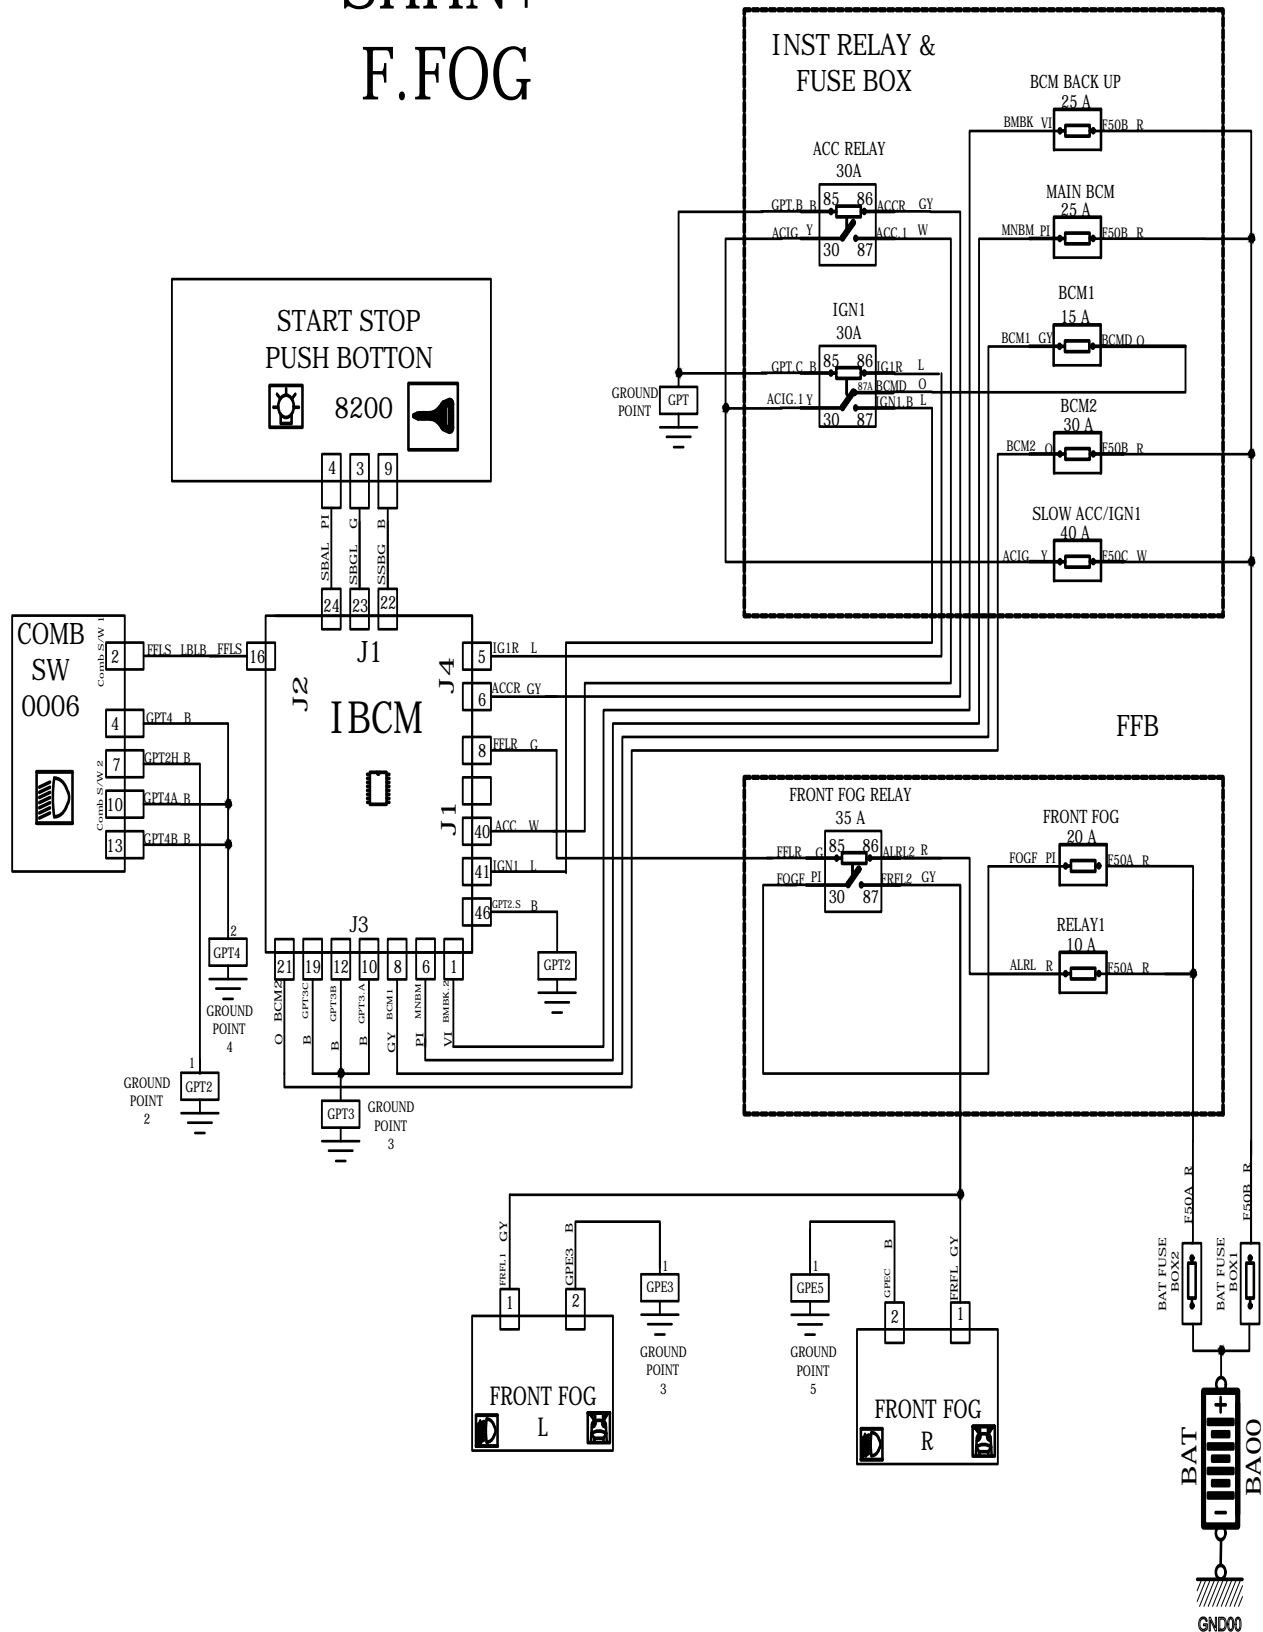 F.FOG
INST RELAY &
FUSE BOX
BCM BACK UP
25 A
BMBK VI
F50B R
ACC RELAY
30A
85 86
GPT.B B
ACCR GY
ACIG Y
ACC.1 W
30 87
MAIN BCM
25 A
MNBM PI
F50B R
BCM1
15 A
BCM1 GY
BCMD O
IGN1
30A
85 86
GPT.C B
IG1R L
87A
BCMD O
ACIG.1 Y
IGN1.B L
30 87
GROUND
POINT
GPT
BCM2
30 A
BCM2 O
F50B R
SLOW ACC/IGN1
40 A
ACIG Y
F50C W
START STOP
PUSH BOTTON
8200
4 3 9
SBAL PI
SBGL G
SSBG B
24 23 22
COMB
SW
0006
Comb S/W 1
2
FFLS LBLB FFLS
16
Comb S/W 2
4
GPT4 B
7
GPT2H B
10
GPT4A B
13
GPT4B B
J1
J2
J4
IBCM
5
IG1R L
6
ACCR GY
8
FFLR G
J1
40
ACC W
41
IGN1 L
46
GPT2.S B
J3
21 19 12 10 8 6 1
O BCM2
B GPT3C
B GPT3B
B GPT3.A
GY BCM1
PI MNBM
VI BMBK.2
GPT2
2
GPT4
GROUND
POINT
4
1
GPT2
GROUND
POINT
2
GPT3
GROUND
POINT
3
FFB
FRONT FOG RELAY
35 A
85 86
FFLR G
ALRL2 R
FOGF PI
FRFL2 GY
30 87
FRONT FOG
20 A
FOGF PI
F50A R
RELAY1
10 A
ALRL R
F50A R
F50A R
F50B R
BAT FUSE
BOX2
BAT FUSE
BOX1
FRFL1 GY
GPE3 B
1
GPE3
1 2
GROUND
POINT
3
FRONT FOG
L
1
GPE5
GPEC B
FRFL GY
2 1
GROUND
POINT
5
FRONT FOG
R
+
BAT
BA00
-
GND00